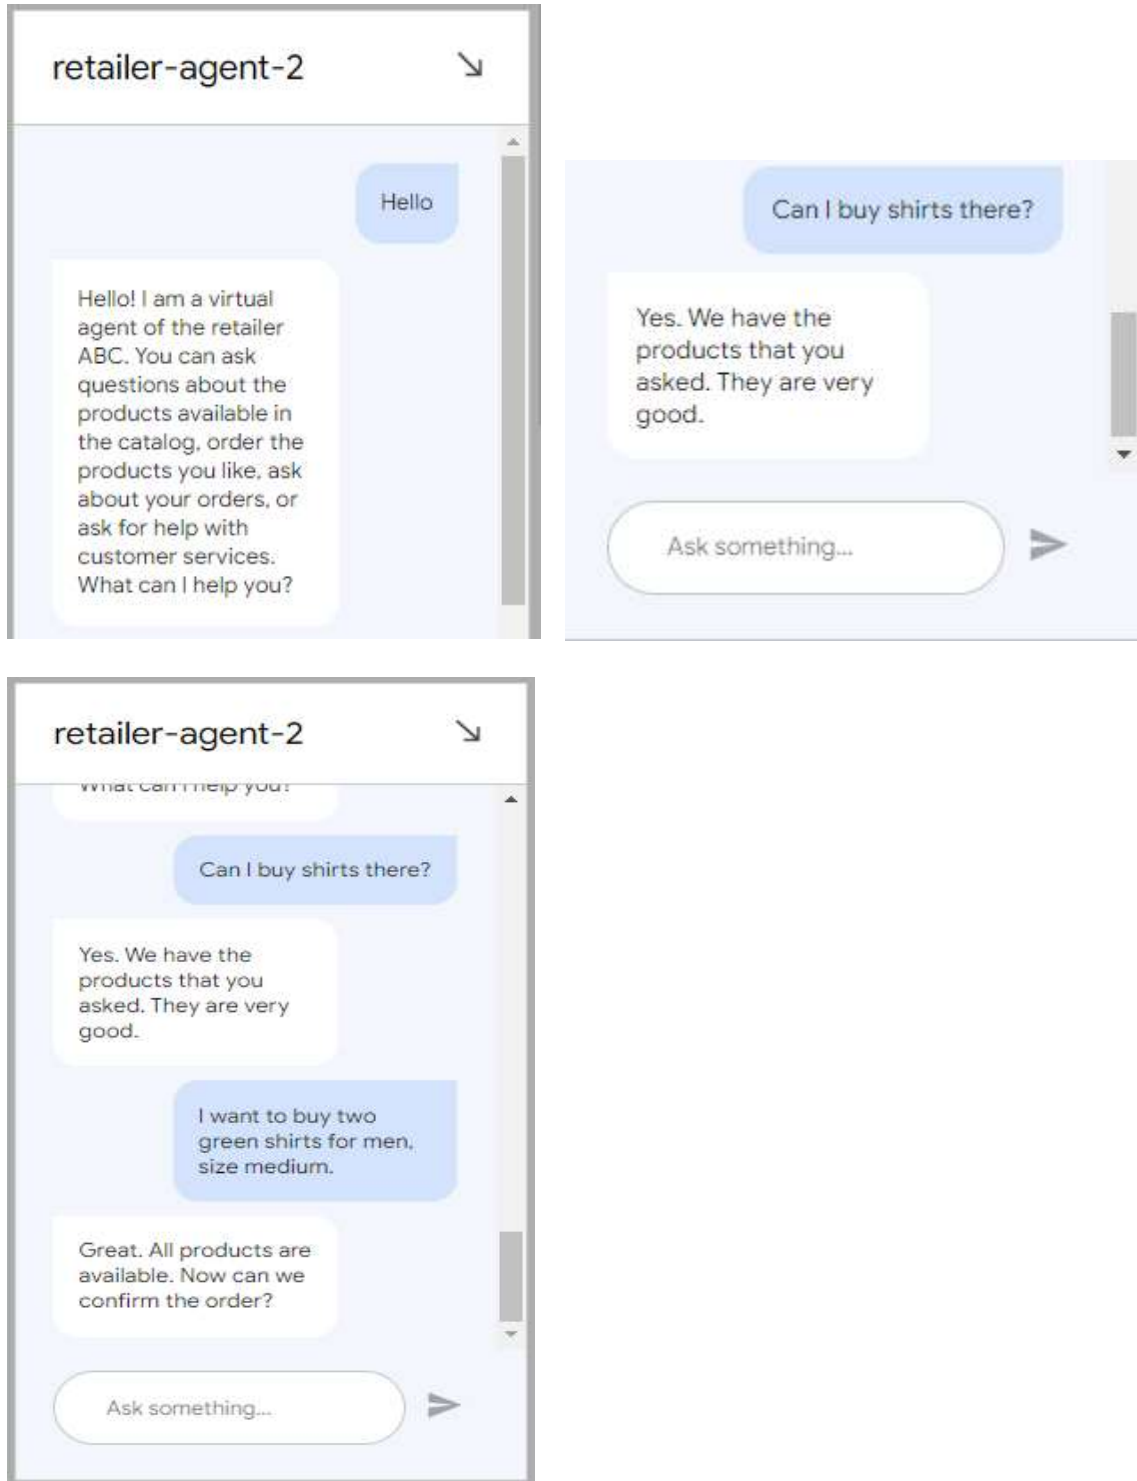 retailer-agent-2
Hello
Hello! I am a virtual
agent of the retailer
ABC. You can ask
questions about the
products available in
the catalog, order the
products you like, ask
about your orders, or
ask for help with
customer services.
What can I help you?
Can I buy shirts there?
Yes. We have the
products that you
asked. They are very
good.
Ask something...
retailer-agent-2
What can I help you?
Can I buy shirts there?
Yes. We have the
products that you
asked. They are very
good.
I want to buy two
green shirts for men,
size medium.
Great. All products are
available. Now can we
confirm the order?
Ask something...